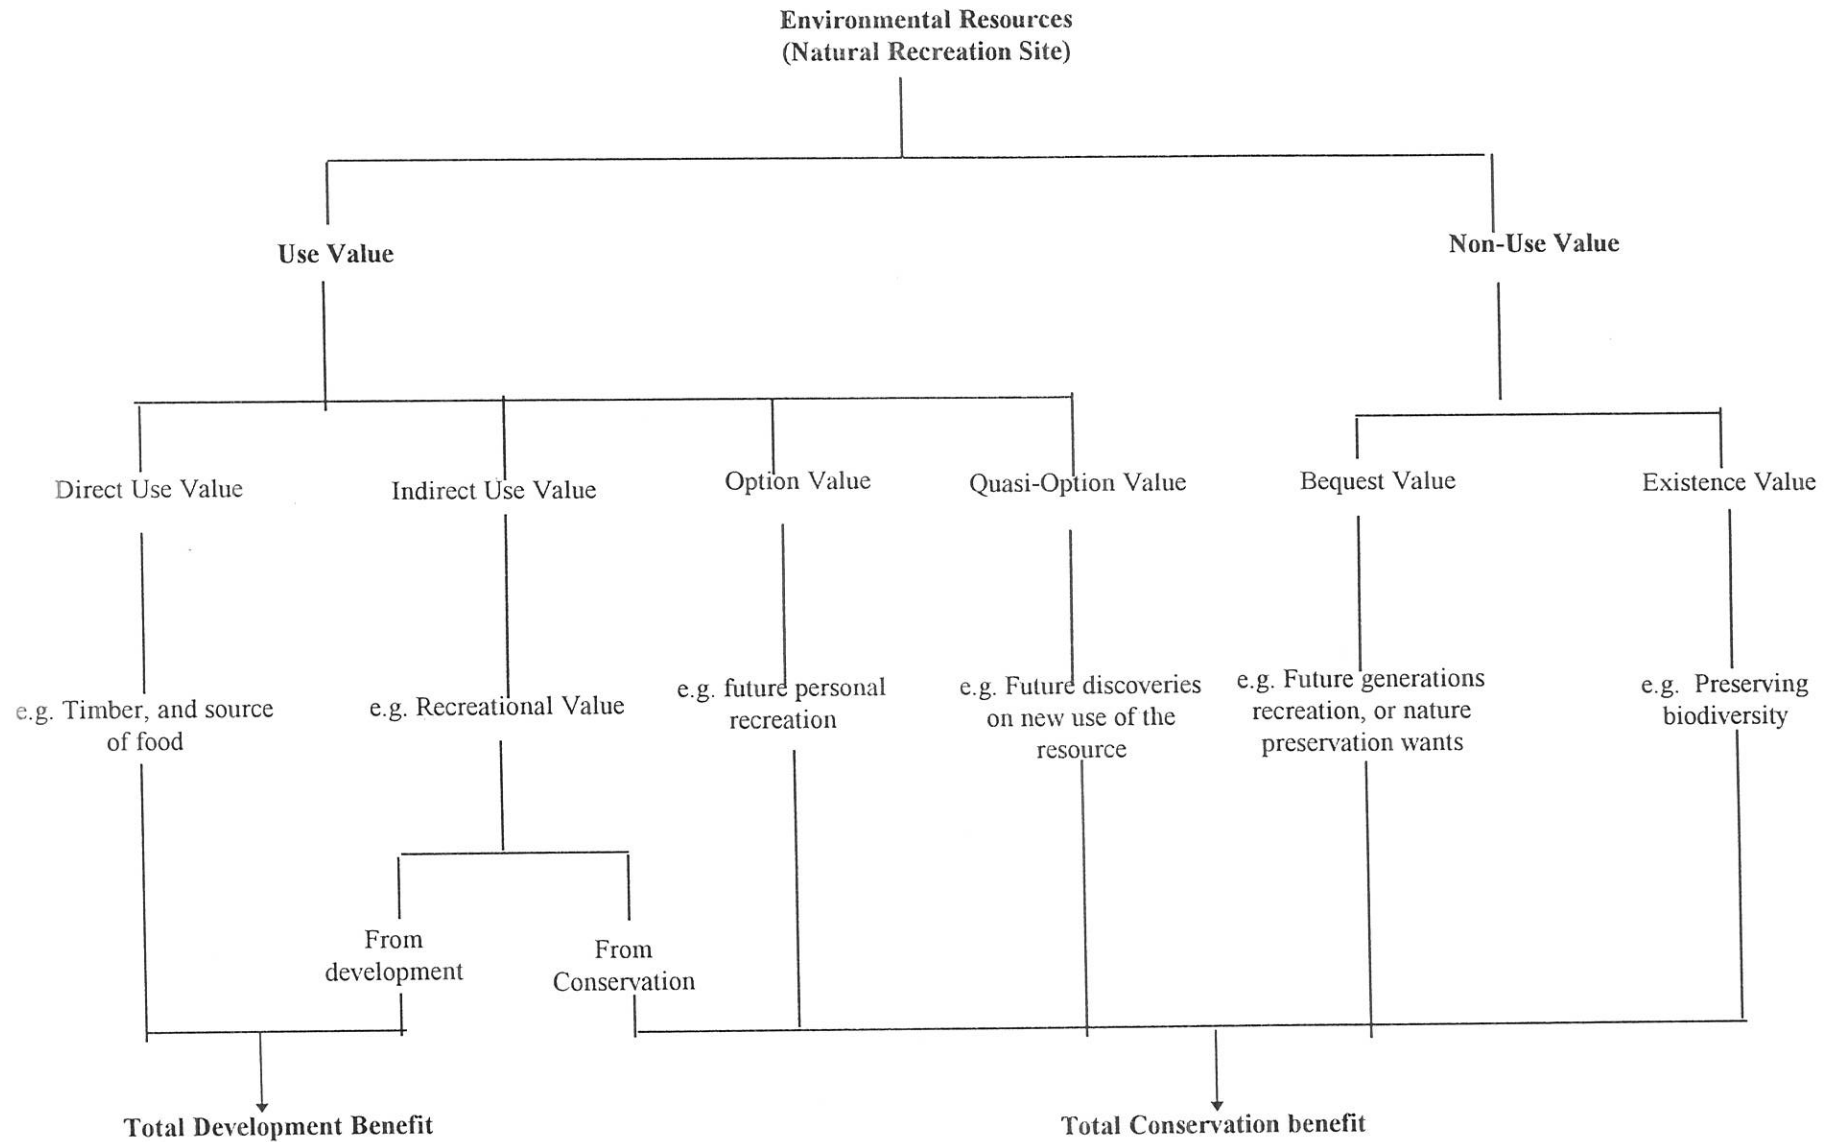 Environmental Resources
(Natural Recreation Site)
Use Value
Non-Use Value
Direct Use Value
Indirect Use Value
Option Value
Quasi-Option Value
Bequest Value
Existence Value
e.g. Timber, and source
of food
e.g. Recreational Value
e.g. future personal
recreation
e.g. Future discoveries
on new use of the
resource
e.g. Future generations
recreation, or nature
preservation wants
e.g. Preserving
biodiversity
From
development
From
Conservation
Total Development Benefit
Total Conservation benefit